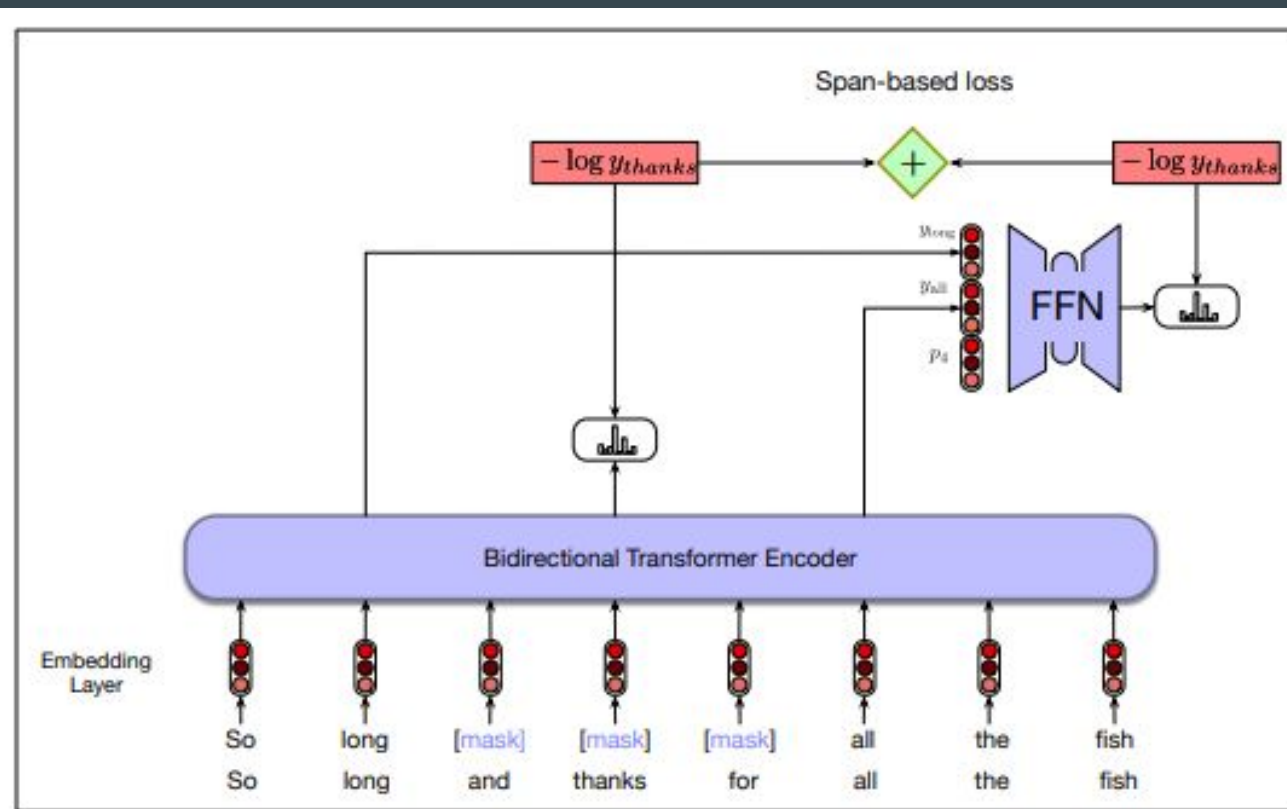 Span-based loss
− log y_thanks
+
− log y_thanks
y_long
y_all
FFN
p_4
Bidirectional Transformer Encoder
Embedding
Layer
So long [mask] [mask] [mask] all the fish
So long and thanks for all the fish